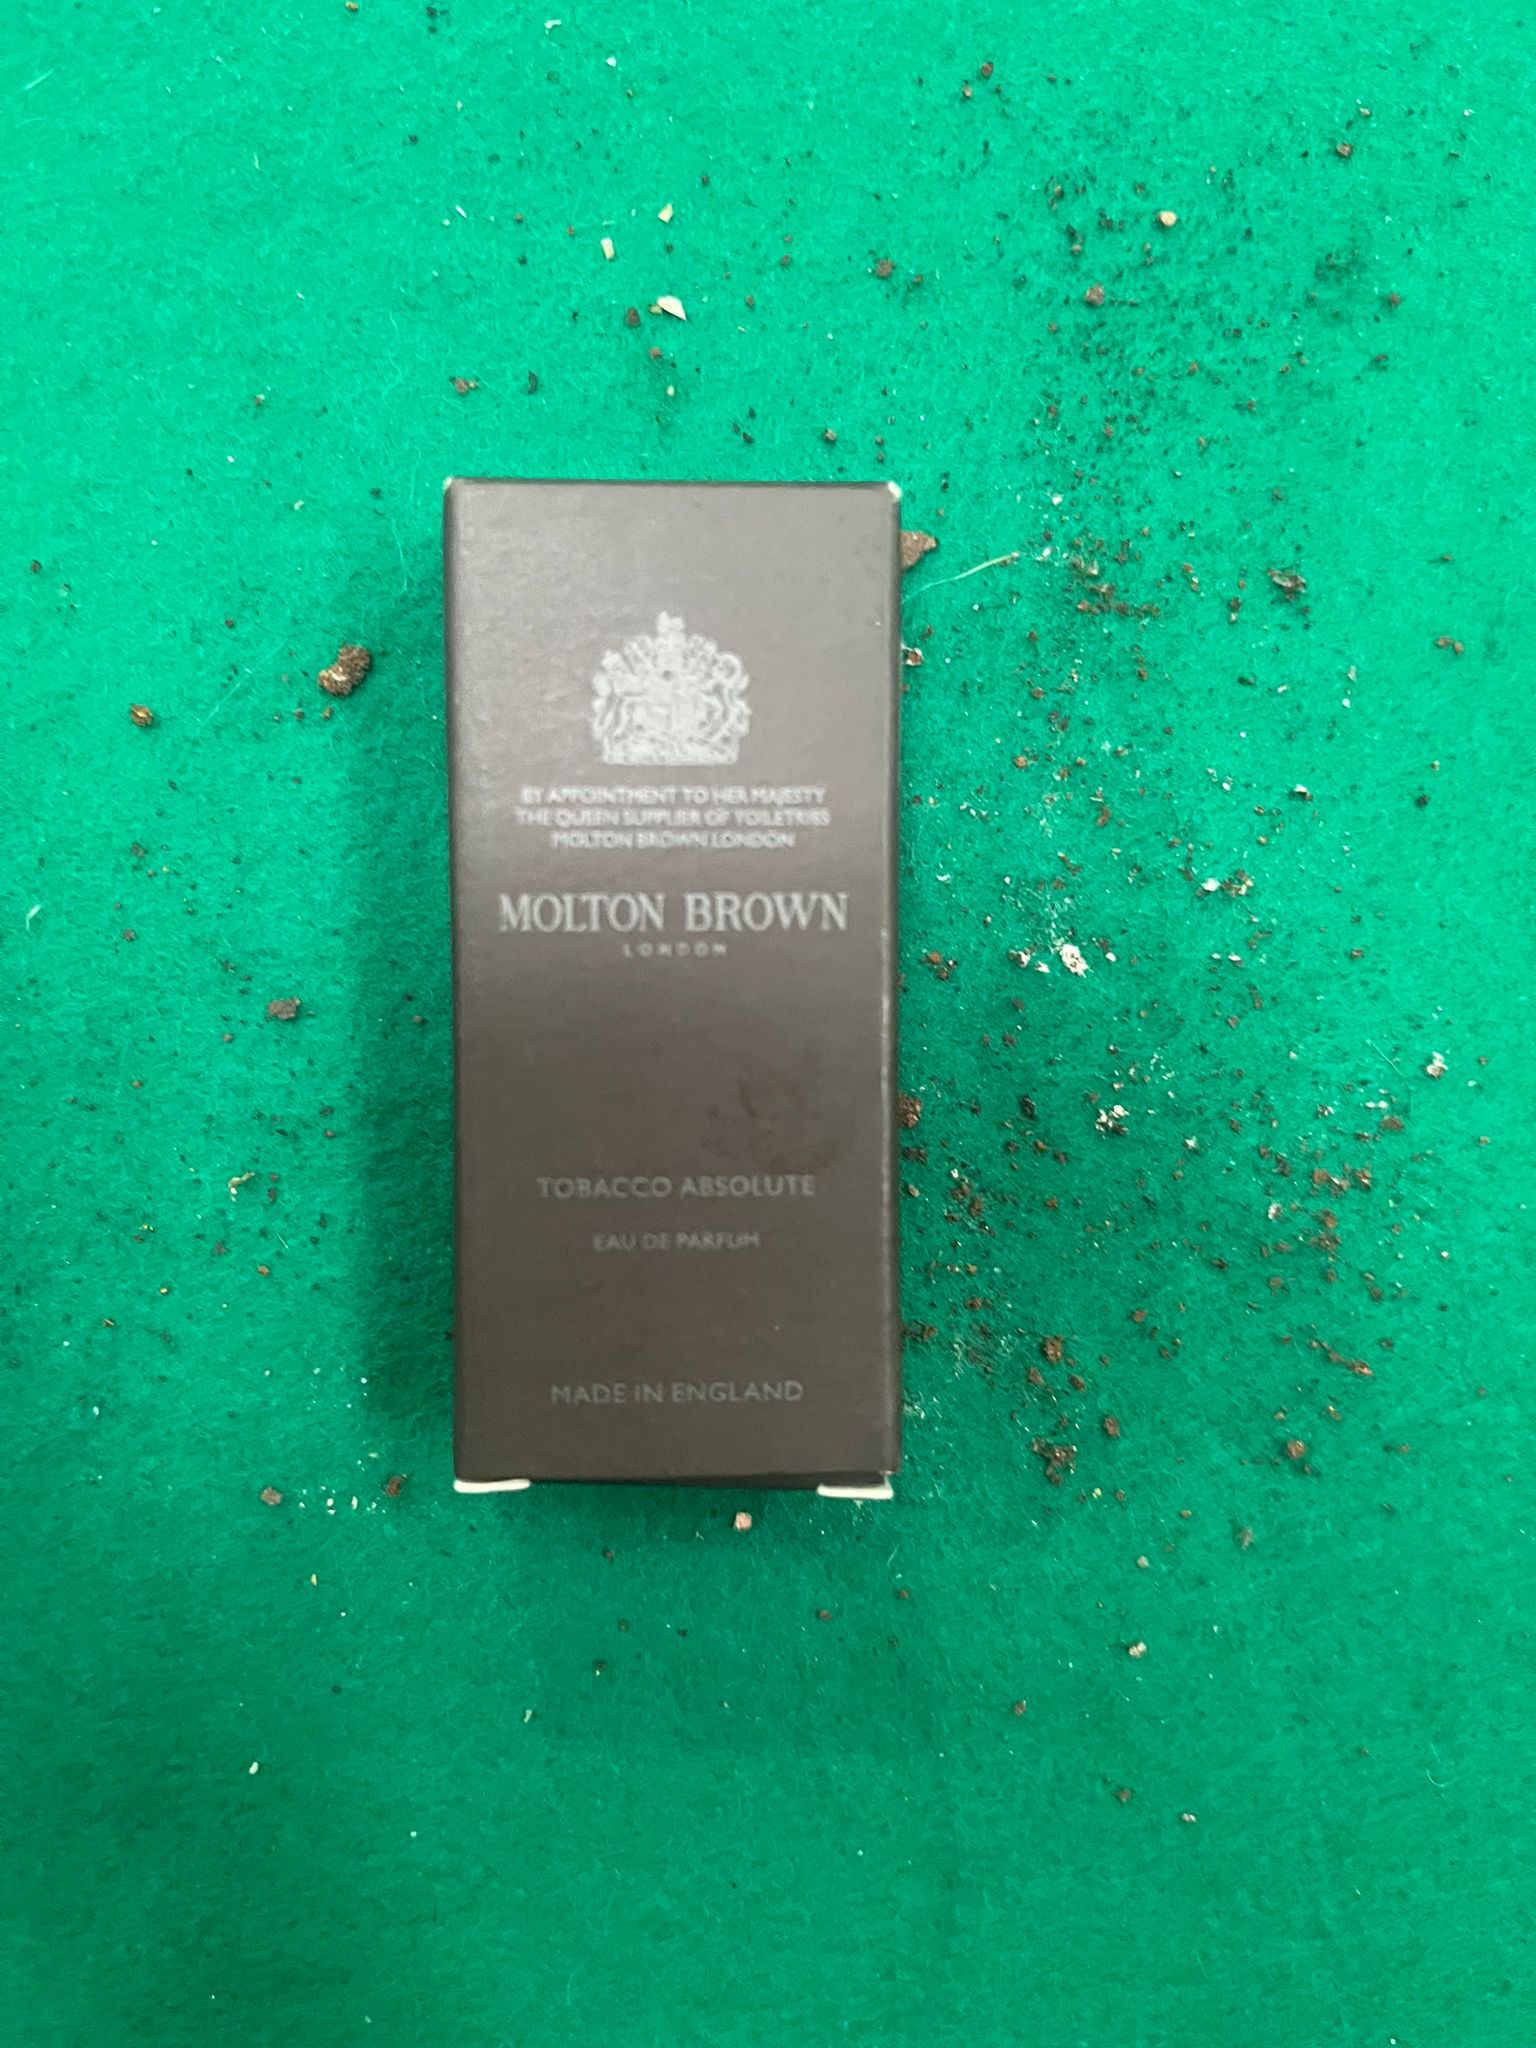 BY APPOINTMENT TO HER MAJESTY
THE QUEEN SUPPLIER OF TOILETRIES
MOLTON BROWN LONDON
MOLTON BROWN
LONDON
TOBACCO ABSOLUTE
EAU DE PARFUM
MADE IN ENGLAND